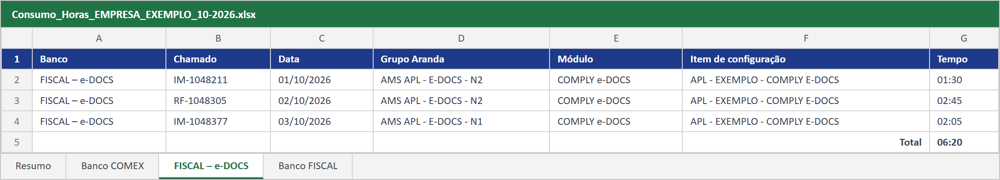 Consumo_Horas_EMPRESA_EXEMPLO_10-2026.xlsx
A B C D E F G
1 Banco Chamado Data Grupo Aranda Módulo Item de configuração Tempo
2 FISCAL – e-DOCS IM-1048211 01/10/2026 AMS APL - E-DOCS - N2 COMPLY e-DOCS APL - EXEMPLO - COMPLY E-DOCS 01:30
3 FISCAL – e-DOCS RF-1048305 02/10/2026 AMS APL - E-DOCS - N2 COMPLY e-DOCS APL - EXEMPLO - COMPLY E-DOCS 02:45
4 FISCAL – e-DOCS IM-1048377 03/10/2026 AMS APL - E-DOCS - N1 COMPLY e-DOCS APL - EXEMPLO - COMPLY E-DOCS 02:05
5 Total 06:20
Resumo Banco COMEX FISCAL – e-DOCS Banco FISCAL